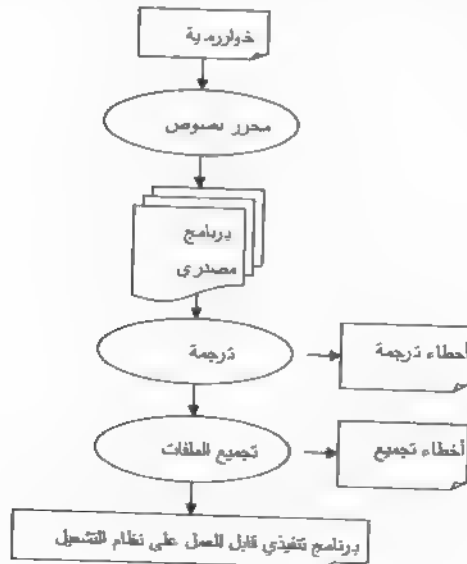 خوارزمية
محرر نصوص
برنامج
مصدري
ترجمة
أخطاء ترجمة
تجميع الملفات
أخطاء تجميع
برنامج تنفيذي قابل للعمل على نظام التشغيل